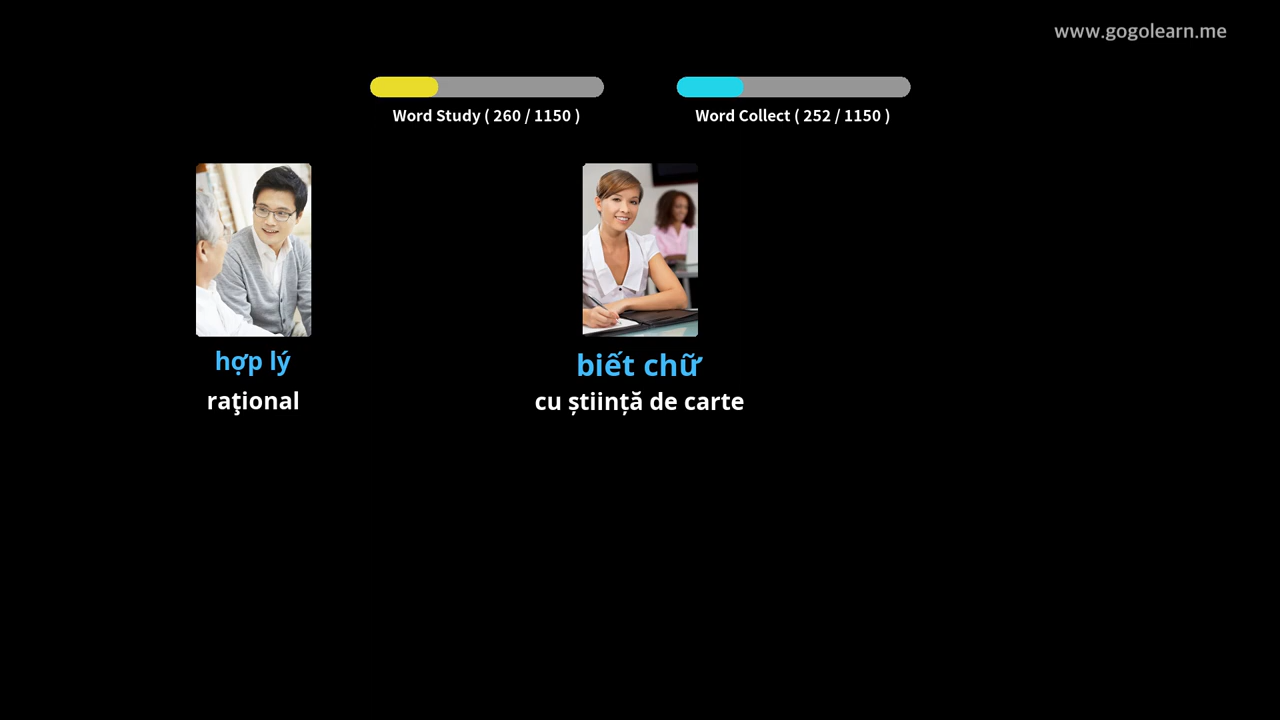 www.gogolearn.me
Word Study ( 260 / 1150 )
Word Collect ( 252 / 1150 )
hợp lý
raţional
biết chữ
cu știință de carte